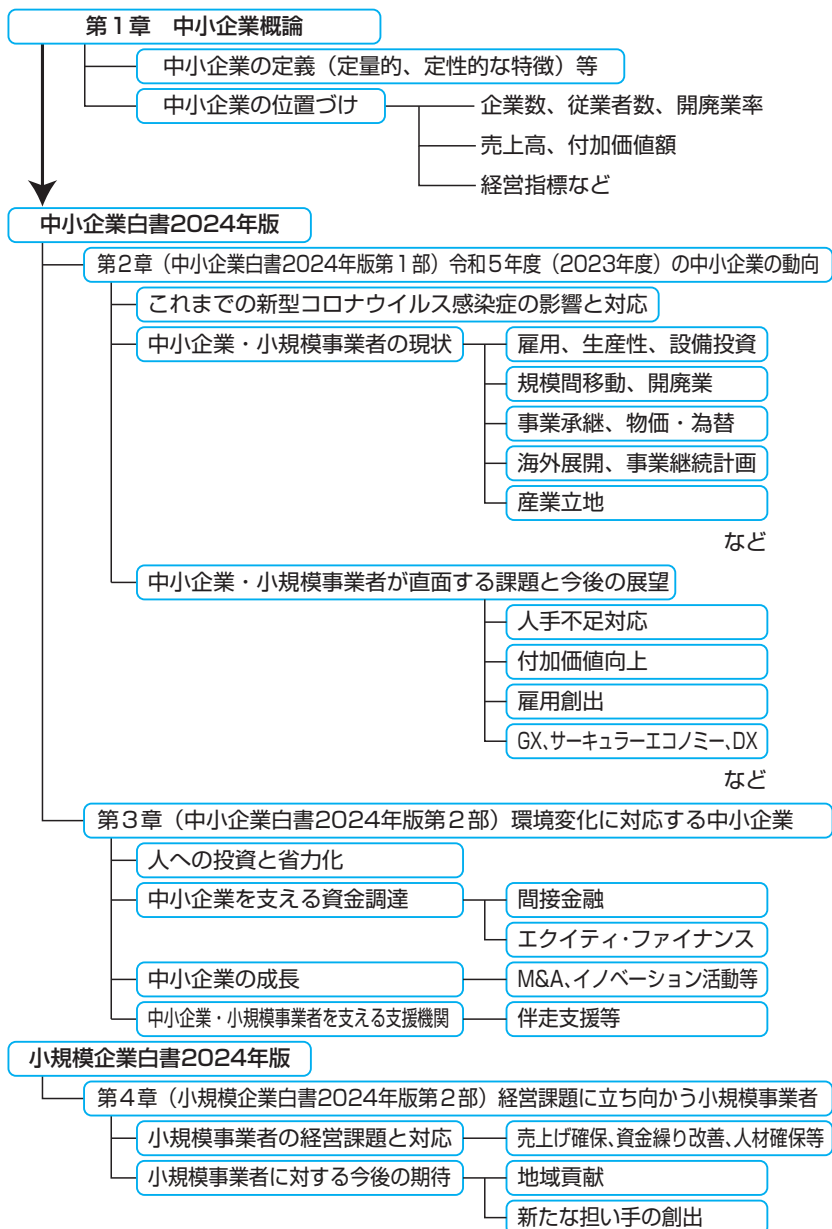 第1章　中小企業概論
中小企業の定義（定量的、定性的な特徴）等
中小企業の位置づけ
企業数、従業者数、開廃業率
売上高、付加価値額
経営指標など
中小企業白書2024年版
第2章（中小企業白書2024年版第1部）令和5年度（2023年度）の中小企業の動向
これまでの新型コロナウイルス感染症の影響と対応
中小企業・小規模事業者の現状
雇用、生産性、設備投資
規模間移動、開廃業
事業承継、物価・為替
海外展開、事業継続計画
産業立地
など
中小企業・小規模事業者が直面する課題と今後の展望
人手不足対応
付加価値向上
雇用創出
GX、サーキュラーエコノミー、DX
など
第3章（中小企業白書2024年版第2部）環境変化に対応する中小企業
人への投資と省力化
中小企業を支える資金調達
間接金融
エクイティ・ファイナンス
中小企業の成長
M&A、イノベーション活動等
中小企業・小規模事業者を支える支援機関
伴走支援等
小規模企業白書2024年版
第4章（小規模企業白書2024年版第2部）経営課題に立ち向かう小規模事業者
小規模事業者の経営課題と対応
売上げ確保、資金繰り改善、人材確保等
小規模事業者に対する今後の期待
地域貢献
新たな担い手の創出